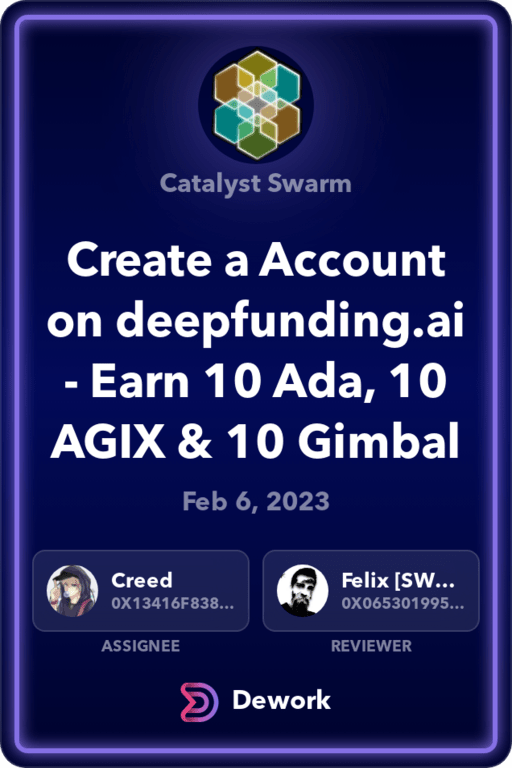 Catalyst Swarm
Create a Account
on deepfunding.ai
- Earn 10 Ada, 10
AGIX & 10 Gimbal
Feb 6, 2023
Creed
0X13416F838...
ASSIGNEE
Felix [SW...
0X065301995...
REVIEWER
Dework